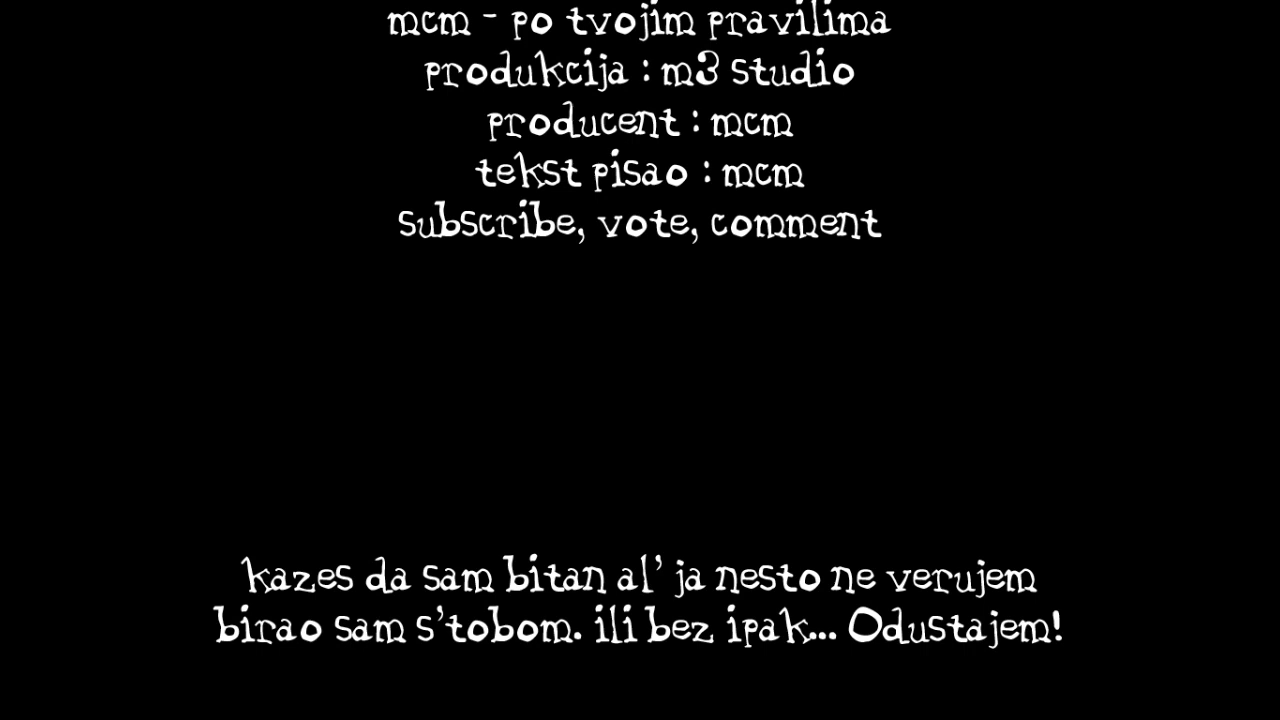 mcm - po tvojim pravilima
produkcija : m3 studio
producent : mcm
tekst pisao : mcm
subscribe, vote, comment
kazes da sam bitan al' ja nesto ne verujem
birao sam s'tobom. ili bez ipak... Odustajem!